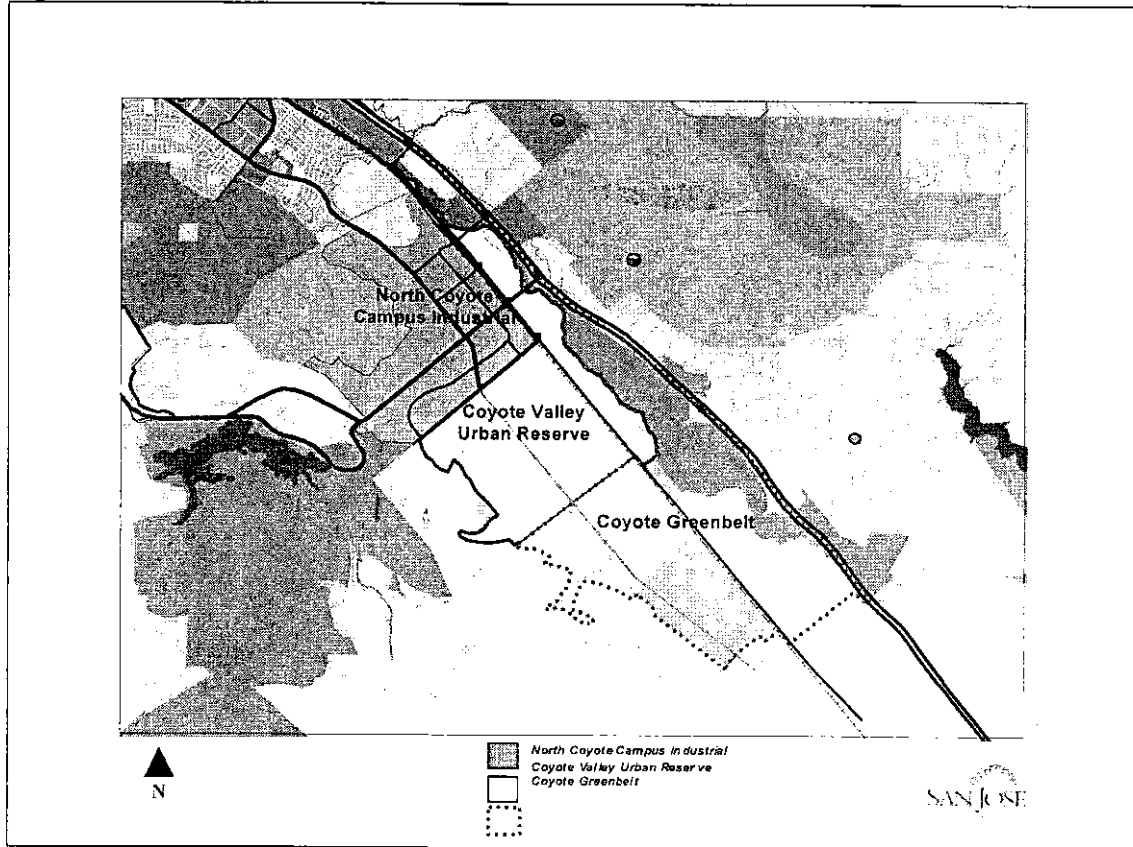 North Coyote
Campus Industrial
Coyote Valley
Urban Reserve
Coyote Greenbelt
N
North Coyote Campus Industrial
Coyote Valley Urban Reserve
Coyote Greenbelt
SAN JOSE